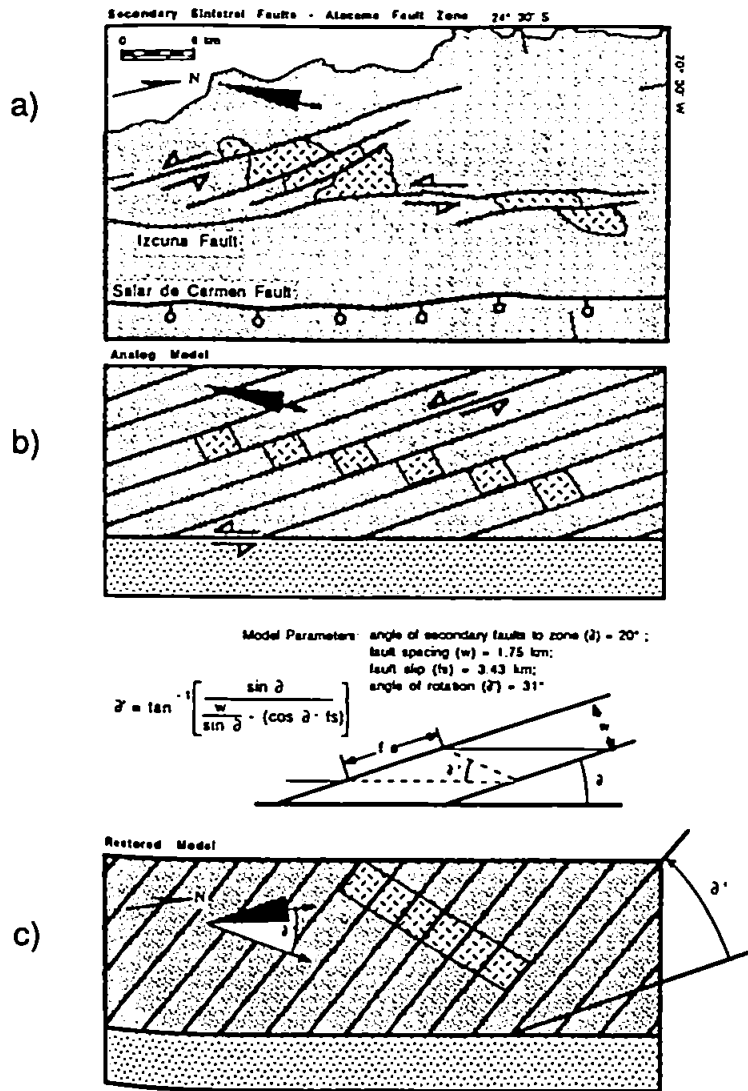 Secondary Sinistral Faults - Atacama Fault Zone 24° 30' S
0 6 km
N
70° 30' W
a)
Izcuna Fault
Salar de Carmen Fault
Analog Model
b)
Model Parameters: angle of secondary faults to zone (∂) = 20° ;
fault spacing (w) = 1.75 km;
fault slip (fs) = 3.43 km;
angle of rotation (∂') = 31°
∂' = tan⁻¹ [ sin ∂ / ( w / sin ∂ - (cos ∂ · fs) ) ]
f s
w
∂'
∂
Restored Model
c)
N
∂'